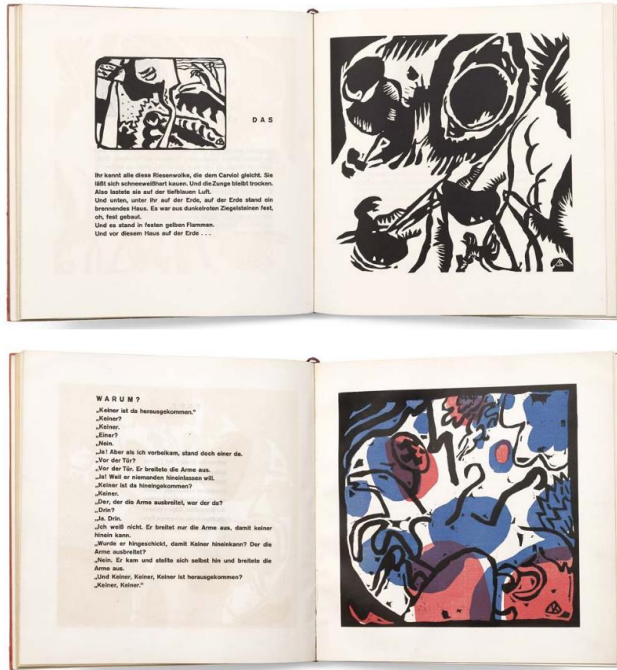 DAS
Ihr kennt alle diese Riesenwolke, die dem Carviol gleicht. Sie
läßt sich schneeweißhart kauen. Und die Zunge bleibt trocken.
Also lastete sie auf der tiefblauen Luft.
Und unten, unter ihr auf der Erde, auf der Erde stand ein
brennendes Haus. Es war aus dunkelroten Ziegelsteinen fest,
oh, fest gebaut.
Und es stand in festen gelben Flammen.
Und vor diesem Haus auf der Erde . . .
WARUM?
„Keiner ist da herausgekommen."
„Keiner?
„Keiner.
„Einer?
„Nein.
„Ja! Aber als ich vorbeikam, stand doch einer da.
„Vor der Tür?
„Vor der Tür. Er breitete die Arme aus.
„Ja! Weil er niemanden hineinlassen will.
„Keiner ist da hineingekommen?
„Keiner.
„Der, der die Arme ausbreitet, war der da?
„Drin?
„Ja. Drin.
„Ich weiß nicht. Er breitet nur die Arme aus, damit keiner
hinein kann.
„Wurde er hingeschickt, damit Keiner hineinkann? Der die
Arme ausbreitet?
„Nein. Er kam und stellte sich selbst hin und breitete die
Arme aus.
„Und Keiner, Keiner, Keiner ist herausgekommen?
„Keiner, Keiner."